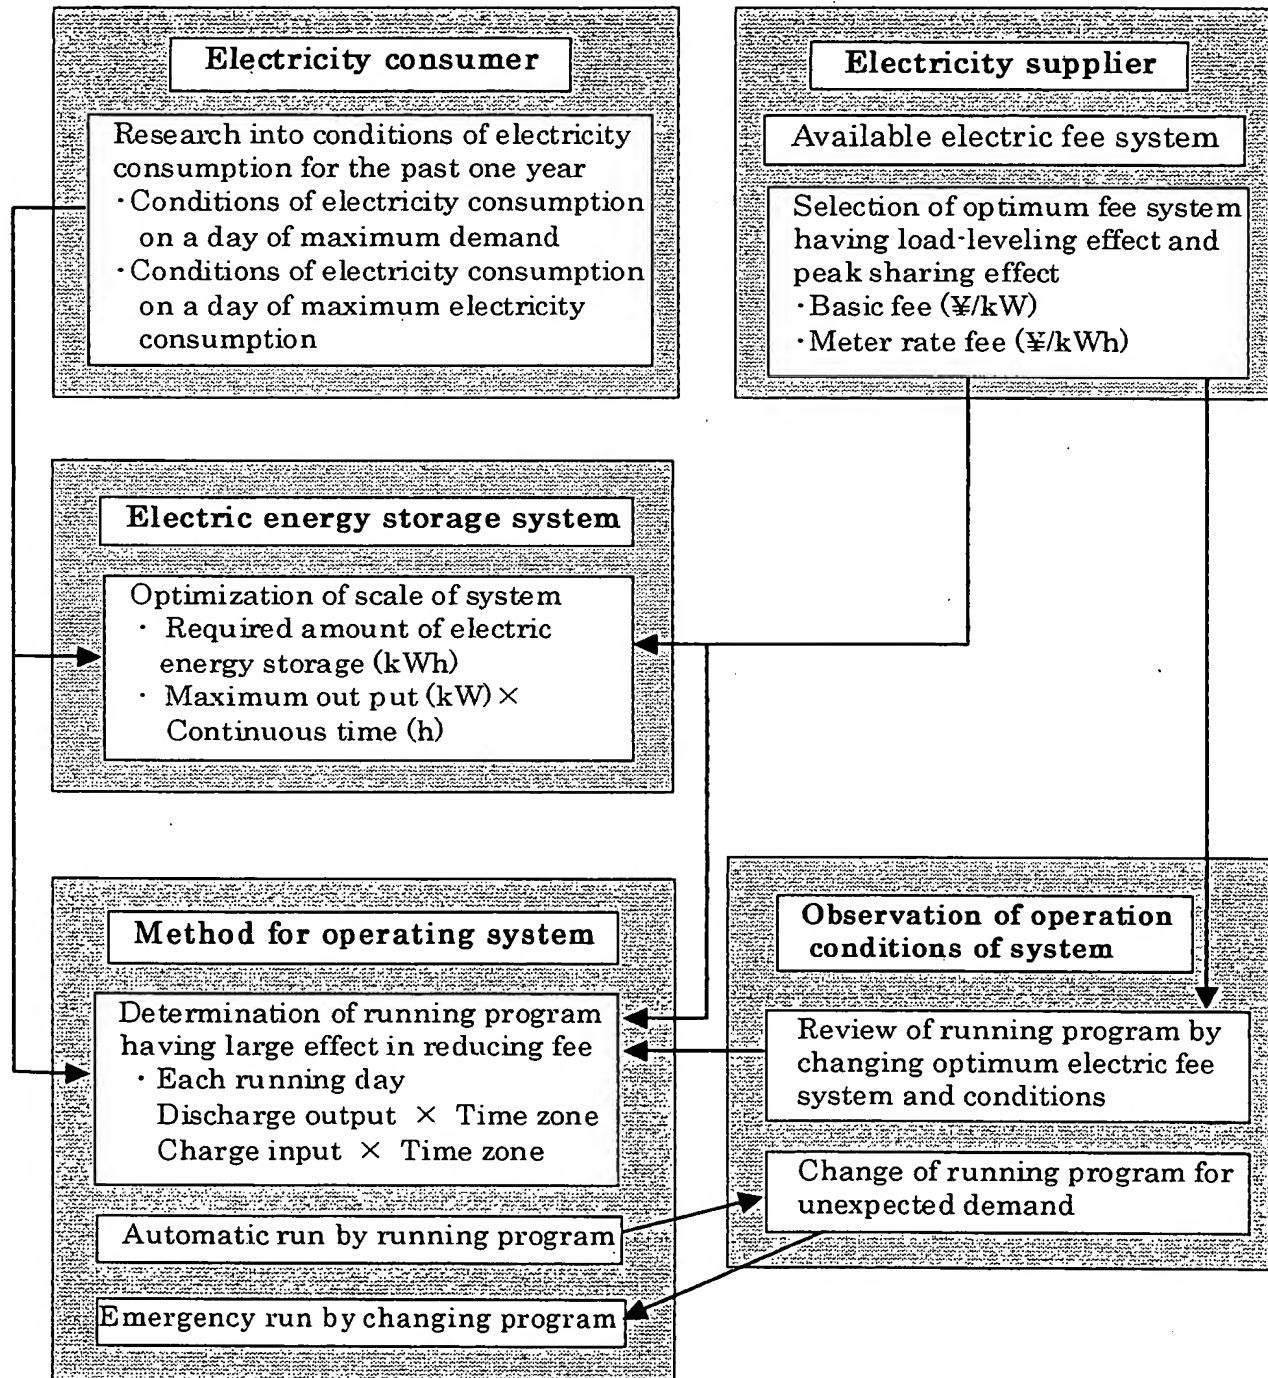 Electricity consumer
Research into conditions of electricity
consumption for the past one year
・Conditions of electricity consumption
on a day of maximum demand
・Conditions of electricity consumption
on a day of maximum electricity
consumption
Electricity supplier
Available electric fee system
Selection of optimum fee system
having load-leveling effect and
peak sharing effect
・Basic fee (¥/kW)
・Meter rate fee (¥/kWh)
Electric energy storage system
Optimization of scale of system
・ Required amount of electric
energy storage (kWh)
・ Maximum out put (kW) ×
Continuous time (h)
Method for operating system
Determination of running program
having large effect in reducing fee
・ Each running day
Discharge output × Time zone
Charge input × Time zone
Automatic run by running program
Emergency run by changing program
Observation of operation
conditions of system
Review of running program by
changing optimum electric fee
system and conditions
Change of running program for
unexpected demand